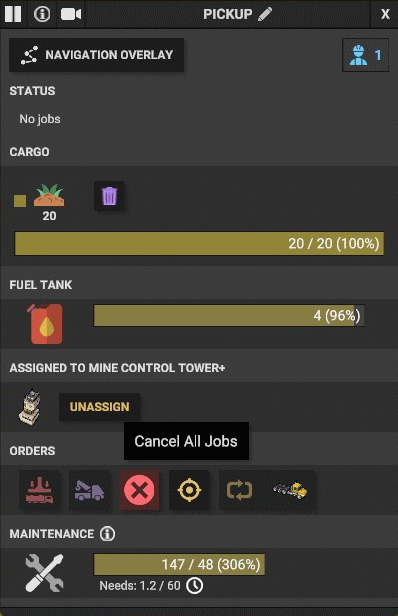 PICKUP
X
NAVIGATION OVERLAY
1
STATUS
No jobs
CARGO
20
20 / 20 (100%)
FUEL TANK
4 (96%)
ASSIGNED TO MINE CONTROL TOWER+
UNASSIGN
Cancel All Jobs
ORDERS
MAINTENANCE
147 / 48 (306%)
Needs: 1.2 / 60